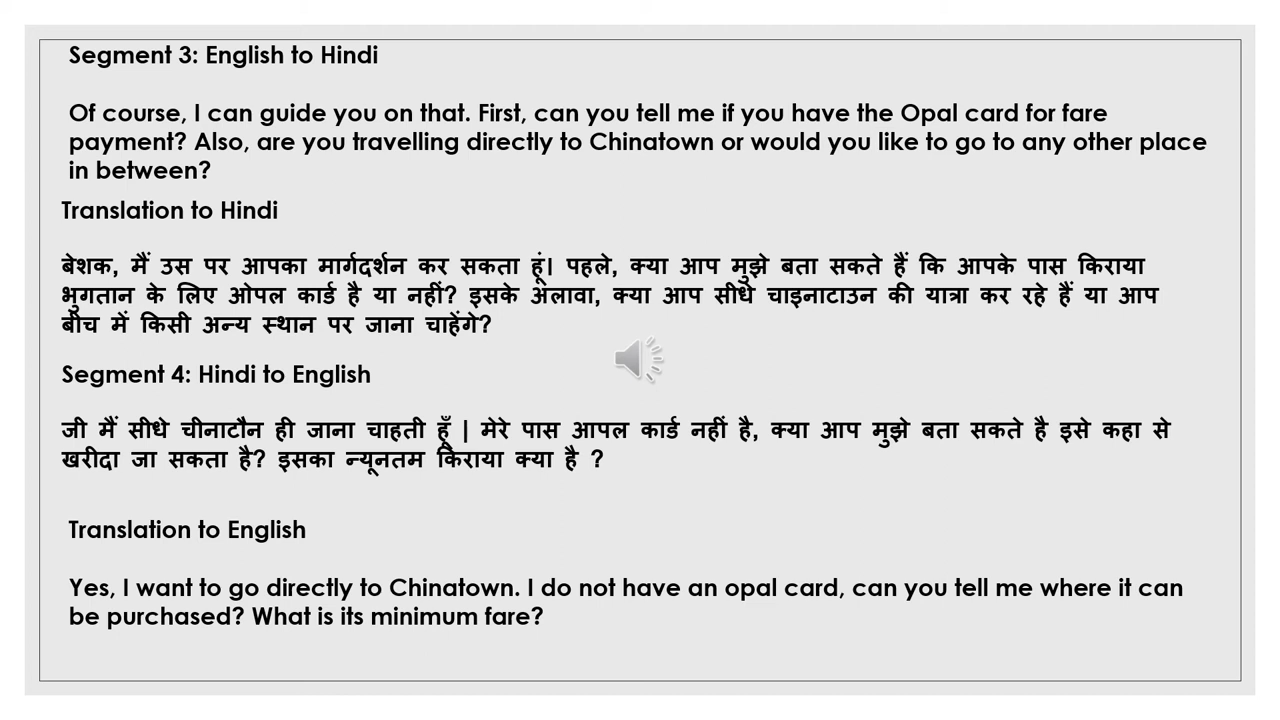 Segment 3: English to Hindi
Of course, I can guide you on that. First, can you tell me if you have the Opal card for fare
payment? Also, are you travelling directly to Chinatown or would you like to go to any other place
in between?
Translation to Hindi
बेशक, मैं उस पर आपका मार्गदर्शन कर सकता हूं। पहले, क्या आप मुझे बता सकते हैं कि आपके पास किराया
भुगतान के लिए ओपल कार्ड है या नहीं? इसके अलावा, क्या आप सीधे चाइनाटाउन की यात्रा कर रहे हैं या आप
बीच में किसी अन्य स्थान पर जाना चाहेंगे?
Segment 4: Hindi to English
जी मैं सीधे चीनाटौन ही जाना चाहती हूँ | मेरे पास आपल कार्ड नहीं है, क्या आप मुझे बता सकते है इसे कहा से
खरीदा जा सकता है? इसका न्यूनतम किराया क्या है ?
Translation to English
Yes, I want to go directly to Chinatown. I do not have an opal card, can you tell me where it can
be purchased? What is its minimum fare?